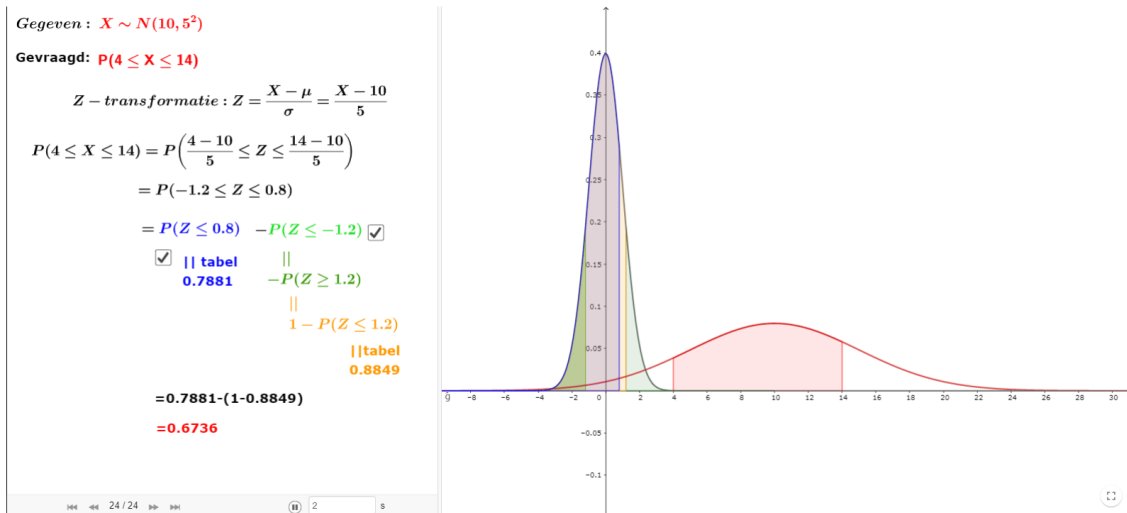 Gegeven : X ∼ N(10, 5²)
Gevraagd: P(4 ≤ X ≤ 14)
Z − transformatie : Z = (X − μ)/σ = (X − 10)/5
P(4 ≤ X ≤ 14) = P((4 − 10)/5 ≤ Z ≤ (14 − 10)/5)
= P(−1.2 ≤ Z ≤ 0.8)
= P(Z ≤ 0.8) −P(Z ≤ −1.2)
|| tabel ||
0.7881 −P(Z ≥ 1.2)
||
1 − P(Z ≤ 1.2)
||tabel
0.8849
=0.7881-(1-0.8849)
=0.6736
24 / 24 2 s
0.4
0.35
0.3
0.25
0.2
0.15
0.1
0.05
−8 −6 −4 −2 0 2 4 6 8 10 12 14 16 18 20 22 24 26 28 30
−0.05
−0.1